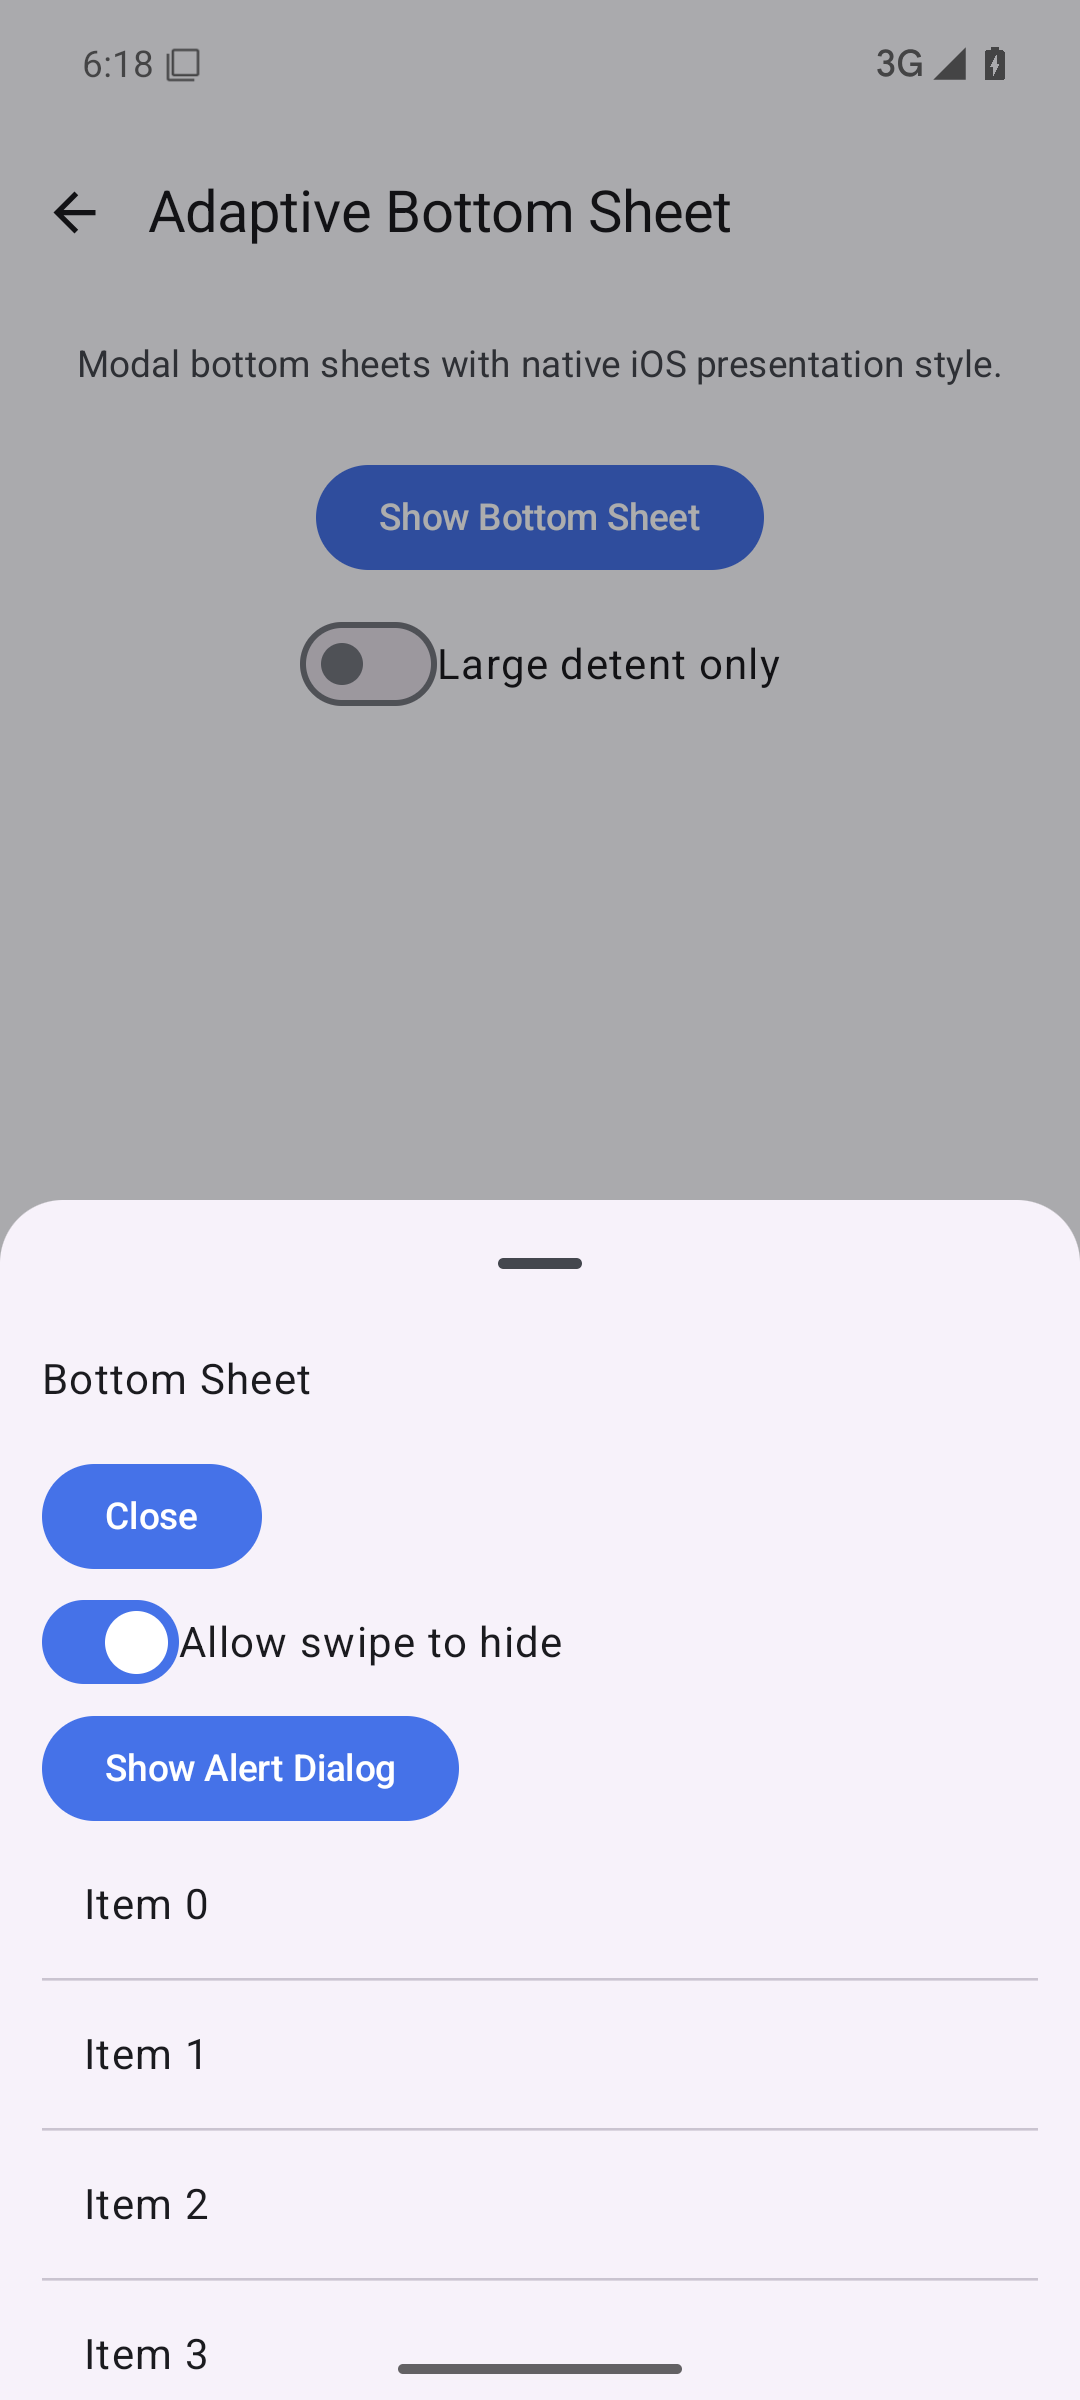 6:18
3G
Adaptive Bottom Sheet
Modal bottom sheets with native iOS presentation style.
Show Bottom Sheet
Large detent only
Bottom Sheet
Close
Allow swipe to hide
Show Alert Dialog
Item 0
Item 1
Item 2
Item 3